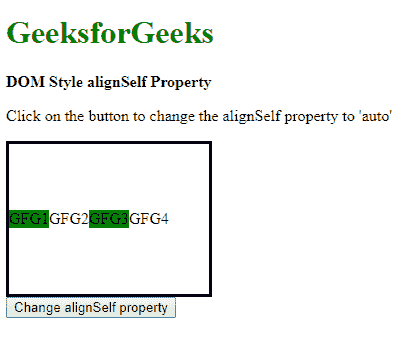 GeeksforGeeks
DOM Style alignSelf Property
Click on the button to change the alignSelf property to 'auto'
GFG1GFG2GFG3GFG4
Change alignSelf property